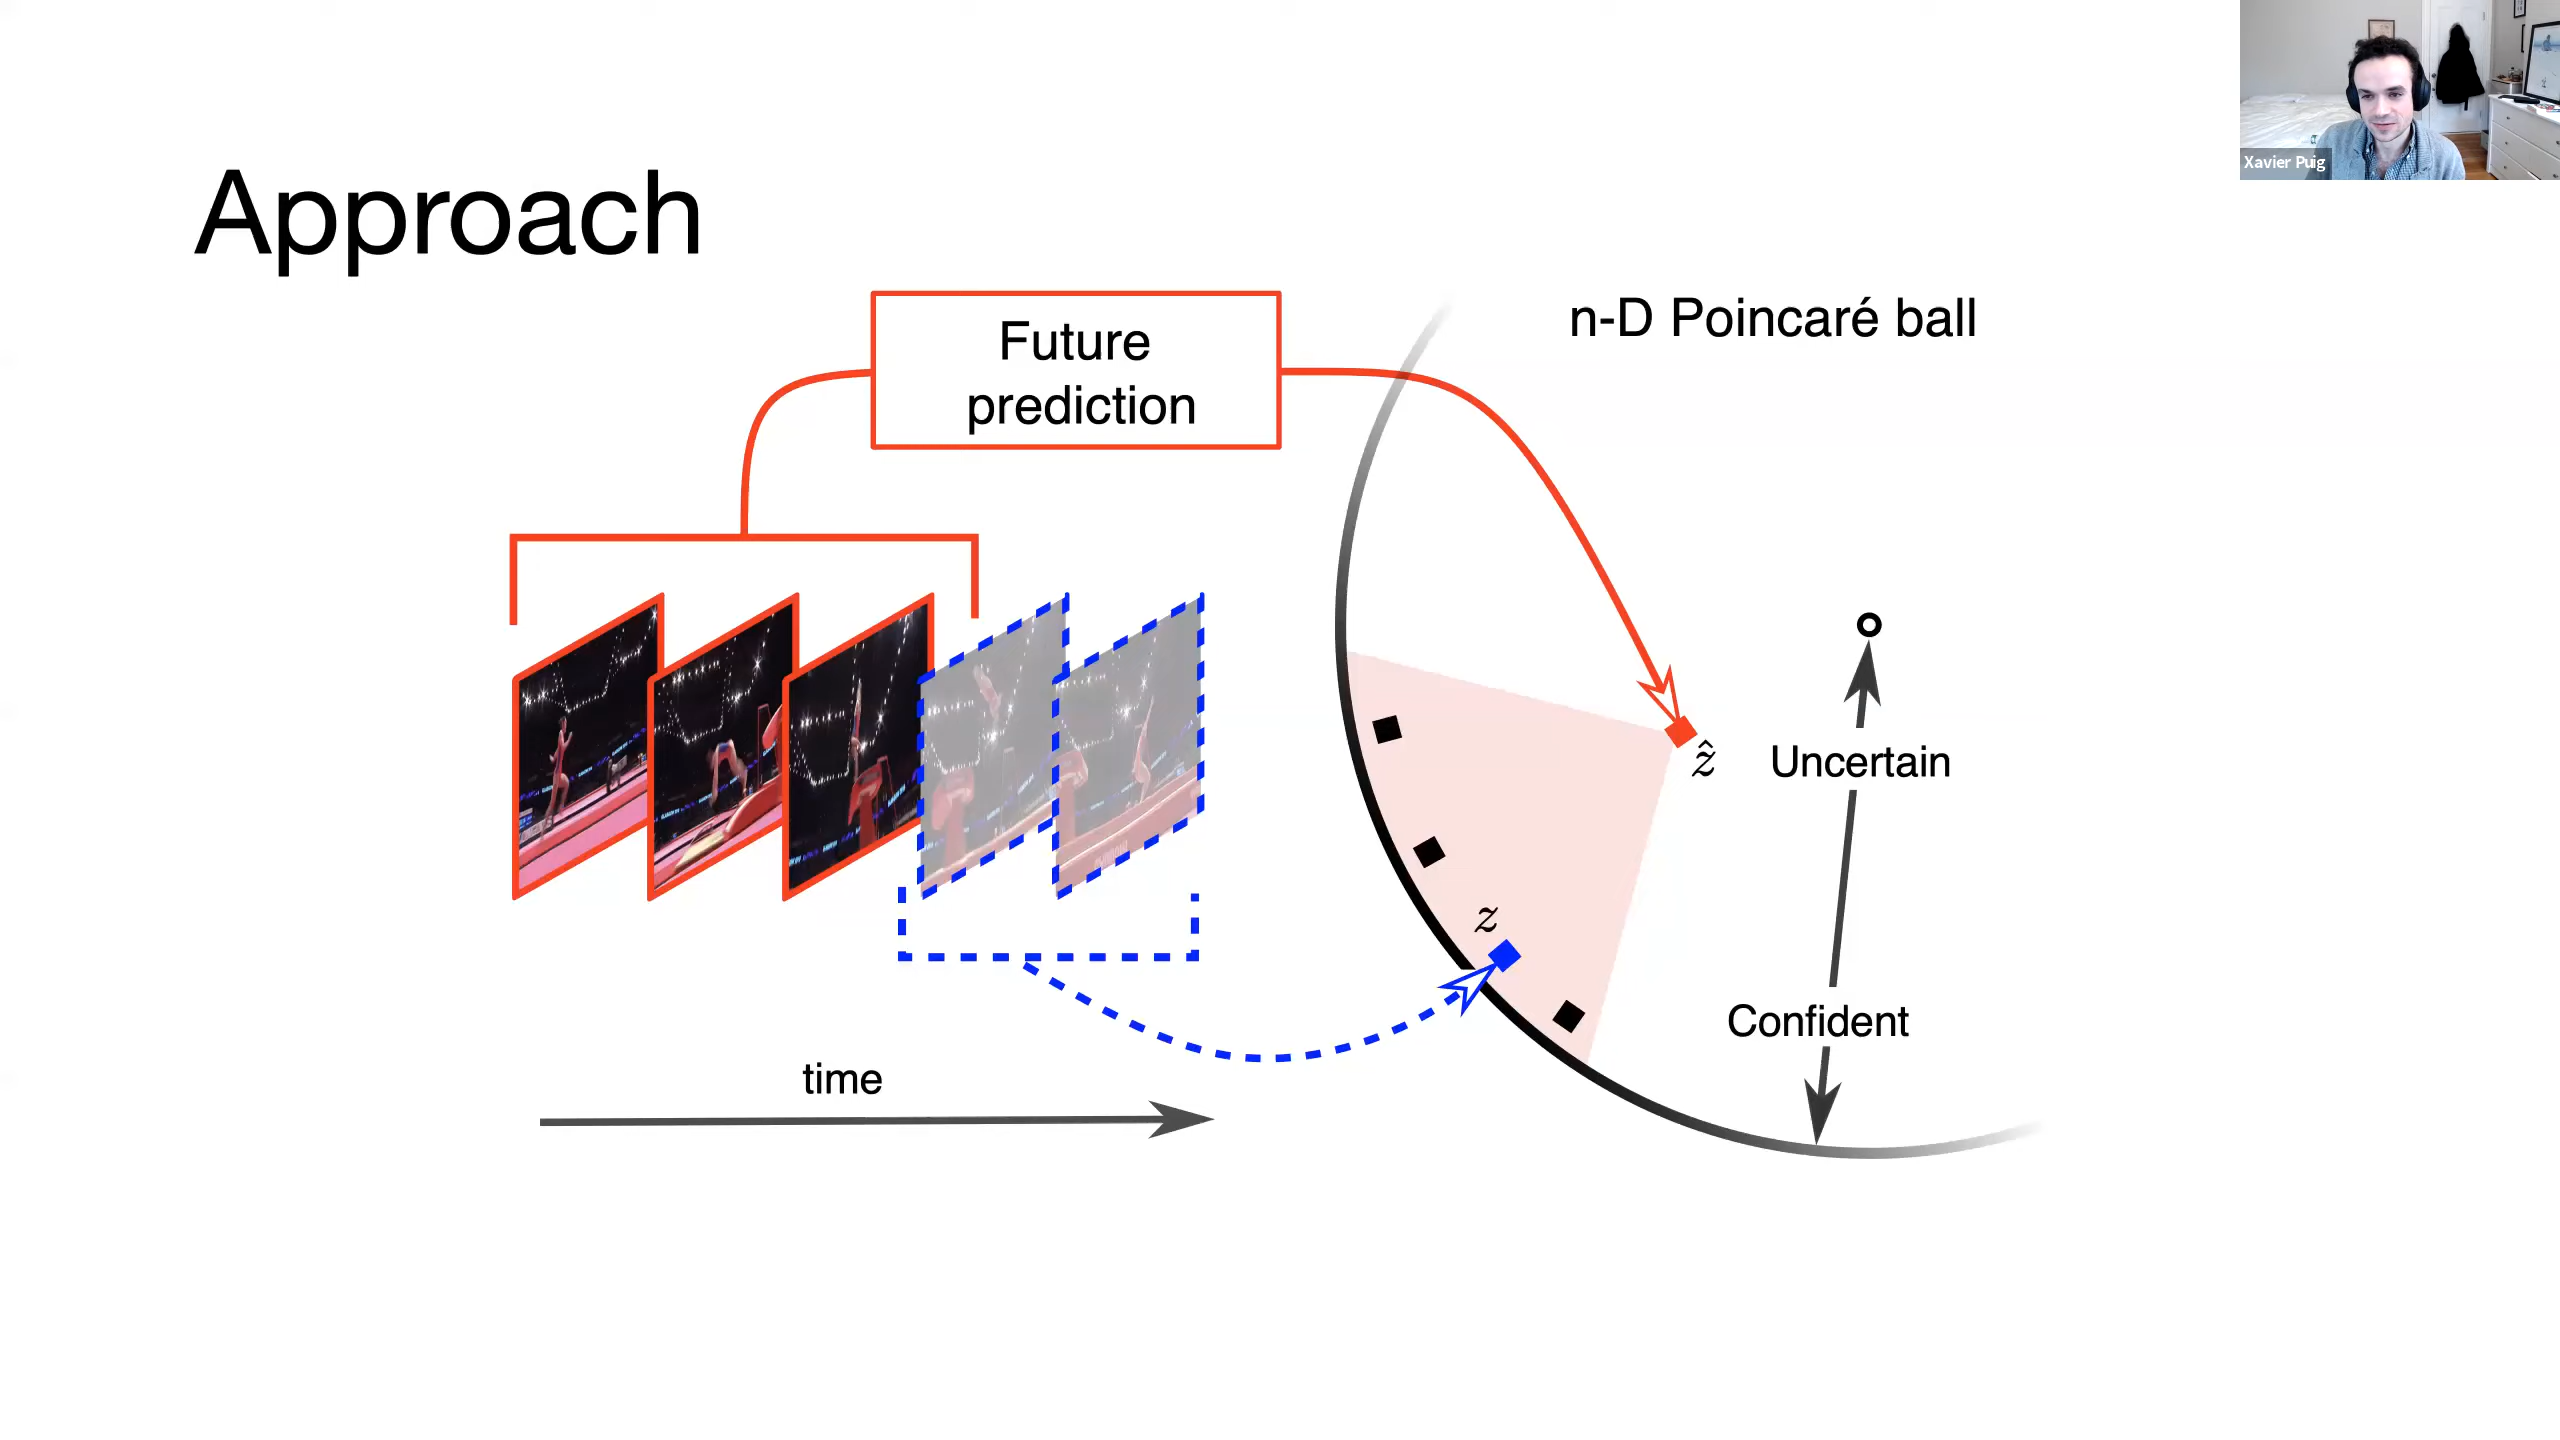 Xavier Puig
Approach
n-D Poincaré ball
Future
prediction
ẑ
Uncertain
z
Confident
time